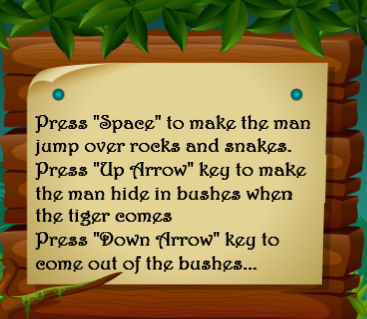 Press "Space" to make the man
jump over rocks and snakes.
Press "Up Arrow" key to make
the man hide in bushes when
the tiger comes
Press "Down Arrow" key to
come out of the bushes...